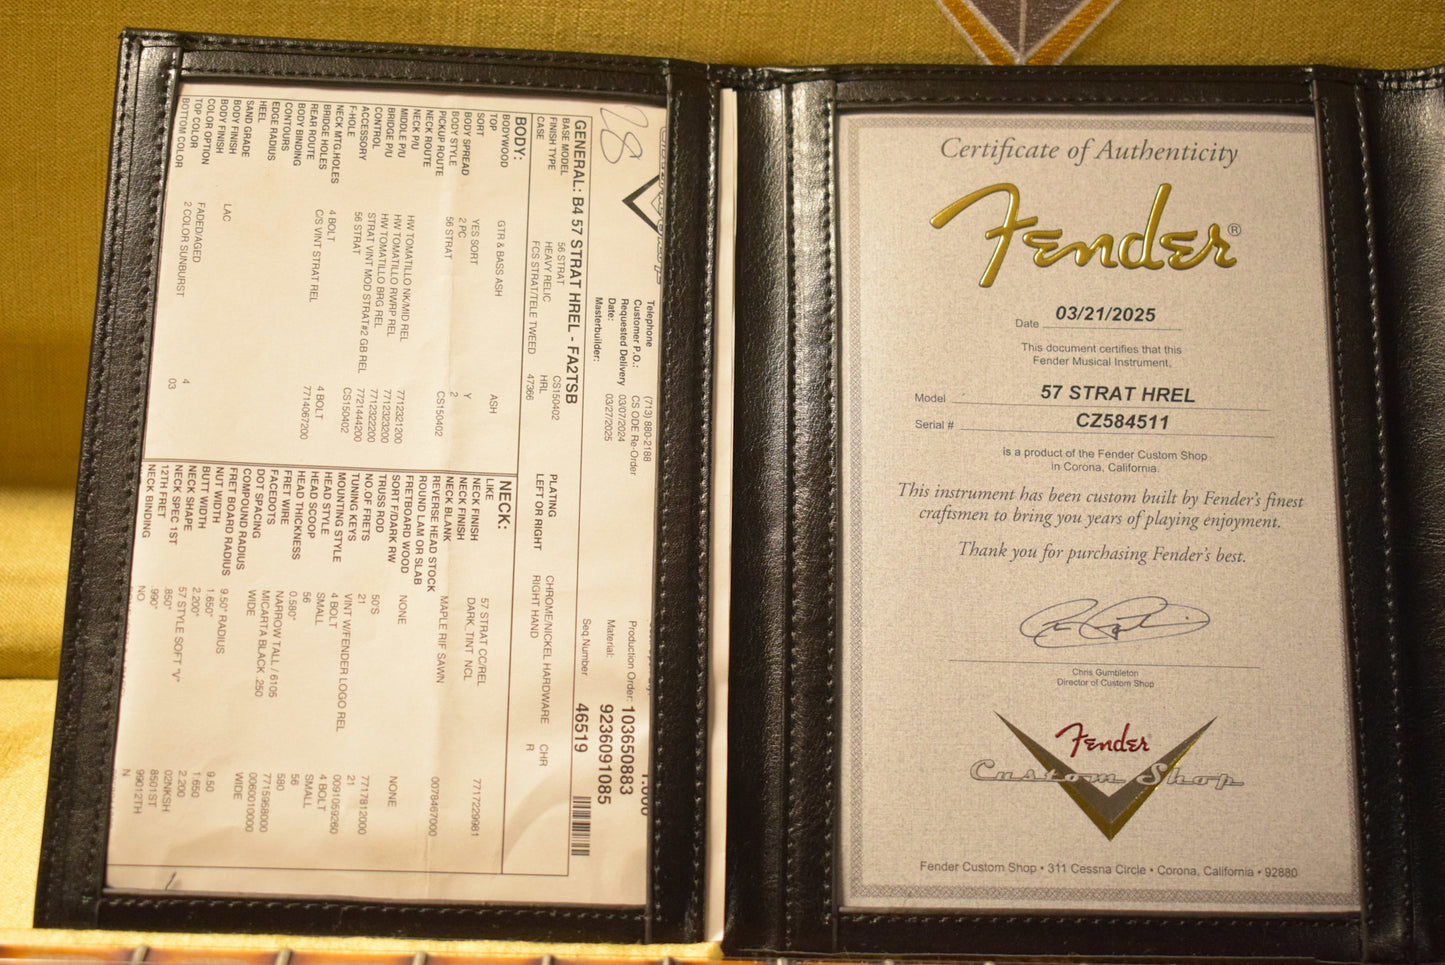 28
Telephone (713) 880-2188
Customer P.O.: CS ODE Re-Order
Requested Delivery 03/07/2024
Date: 03/27/2025
Masterbuilder:
Production Order: 103650883
Material: 9236091085
Seq Number 46519
GENERAL: B4 57 STRAT HREL - FA2TSB
BASE MODEL 56 STRAT CS150402 PLATING CHROME/NICKEL HARDWARE CHR
FINISH TYPE HEAVY RELIC HRL LEFT OR RIGHT RIGHT HAND R
CASE FCS STRAT/TELE TWEED 47366
BODY:
BODYWOOD GTR & BASS ASH ASH
TOP
SORT YES SORT Y
BODY SPREAD 2 PC 2
BODY STYLE 56 STRAT CS150402
PICKUP ROUTE
NECK ROUTE
NECK P/U HW TOMATILLO NK/MID REL 7712321200
MIDDLE P/U HW TOMATILLO RWRP REL 7712323200
BRIDGE P/U HW TOMATILLO BRG REL 7712322200
CONTROL STRAT VINT MOD STRAT#2 GB REL 7721444200
ACCESSORY 56 STRAT CS150402
F-HOLE
NECK MTG.HOLES 4 BOLT 4 BOLT
BRIDGE HOLES C/S VINT STRAT REL 7714067200
REAR ROUTE
BODY BINDING
CONTOURS
EDGE RADIUS
HEEL
SAND GRADE
BODY FINISH LAC
BODY FINISH
COLOR OPTION FADED/AGED 4
TOP COLOR 2 COLOR SUNBURST 03
BOTTOM COLOR
NECK:
LIKE 57 STRAT CC/REL 7717229981
NECK FINISH DARK_TINT NCL
NECK FINISH
NECK BLANK MAPLE RIF SAWN 0078467000
REVERSE HEAD STOCK
ROUND LAM OR SLAB
FRETBOARD WOOD NONE NONE
SORT F/DARK RW
TRUSS ROD 50'S
NO.OF FRETS 21 21
TUNING KEYS VINT W/FENDER LOGO REL 7717812000
MOUNTING STYLE 4 BOLT 0091059260
HEAD STYLE SMALL 4 BOLT
HEAD SCOOP 56 SMALL
HEAD THICKNESS 0.580" 56
FRET WIRE NARROW TALL / 6105 580
FACEDOTS MICARTA BLACK .250 7715958000
DOT SPACING WIDE 0060010000
COMPOUND RADIUS WIDE
FRET BOARD RADIUS 9.50" RADIUS 9.50
NUT WIDTH 1.650" 1.650
BUTT WIDTH 2.200" 2.200
NECK SHAPE 57 STYLE SOFT "V" 02NKSH
NECK SPEC 1ST .850" 8501ST
12TH FRET .990" 99012TH
NECK BINDING NO N
Certificate of Authenticity
Fender®
Date 03/21/2025
This document certifies that this
Fender Musical Instrument,
Model 57 STRAT HREL
Serial # CZ584511
is a product of the Fender Custom Shop
in Corona, California.
This instrument has been custom built by Fender's finest
craftsmen to bring you years of playing enjoyment.
Thank you for purchasing Fender's best.
Chris Gumbleton
Director of Custom Shop
Fender
Custom Shop
Fender Custom Shop • 311 Cessna Circle • Corona, California • 92880